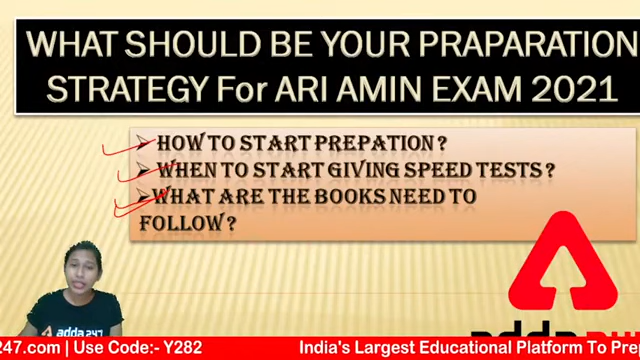 WHAT SHOULD BE YOUR PRAPARATION
STRATEGY For ARI AMIN EXAM 2021
HOW TO START PREPATION ?
WHEN TO START GIVING SPEED TESTS ?
WHAT ARE THE BOOKS NEED TO
FOLLOW ?
adda 247
247.com | Use Code:- Y282 India's Largest Educational Platform To Prep